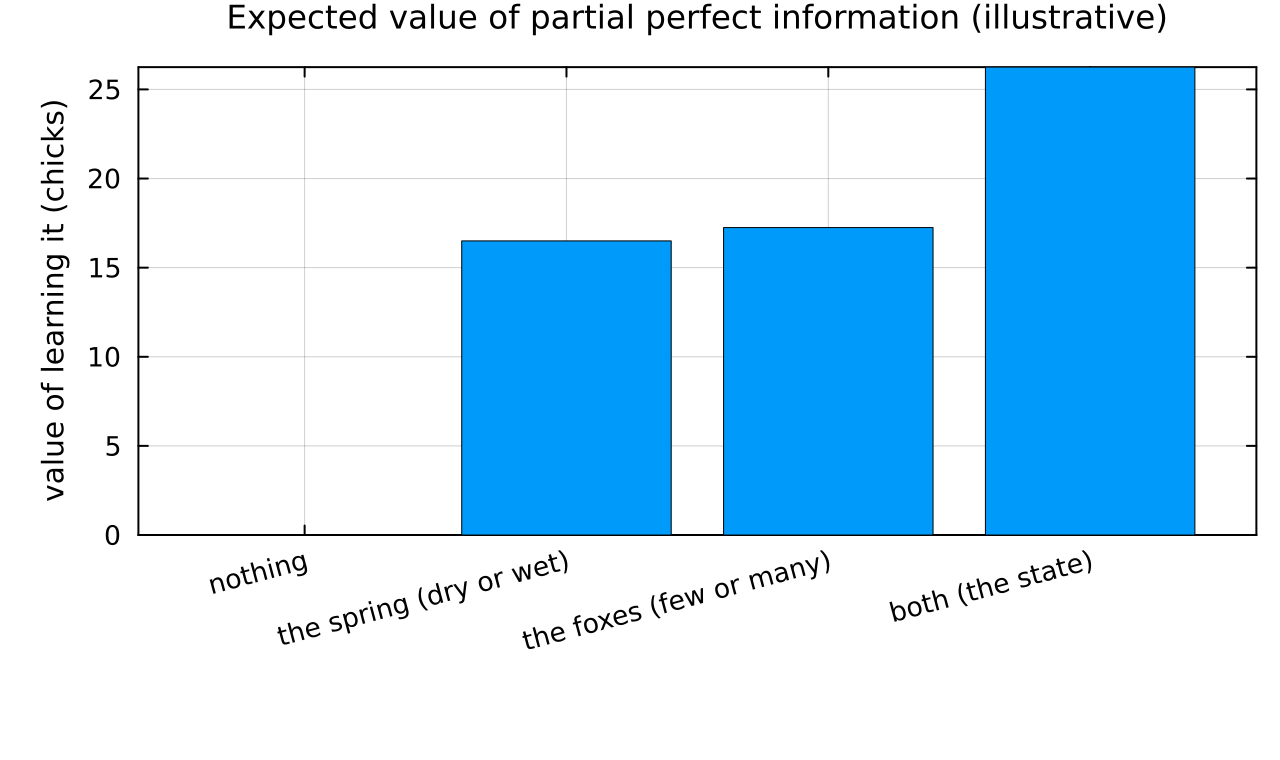 Expected value of partial perfect information (illustrative)
value of learning it (chicks)
25
20
15
10
5
0
nothing
the spring (dry or wet)
the foxes (few or many)
both (the state)